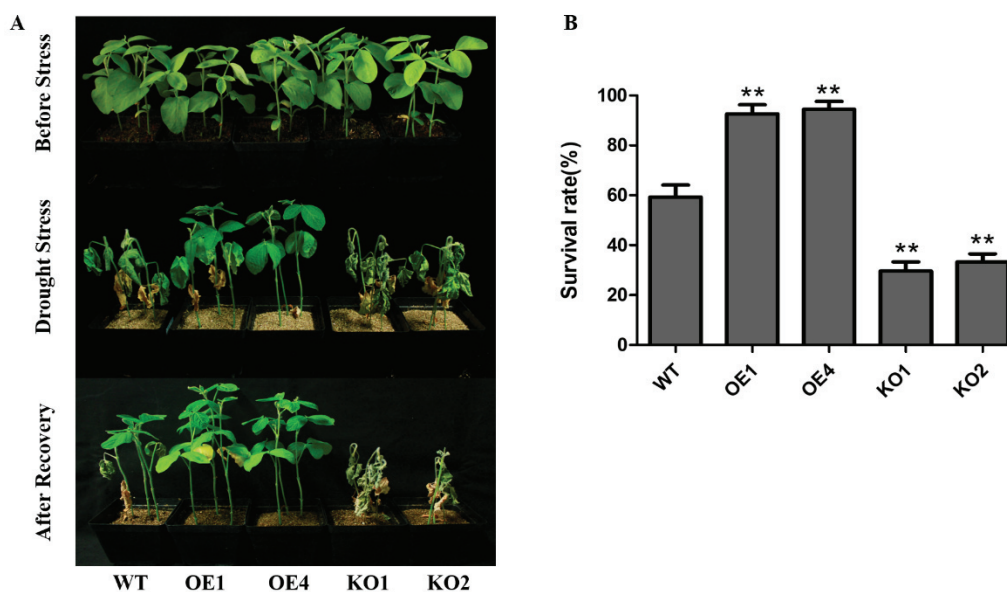 A
Before Stress
Drought Stress
After Recovery
WT OE1 OE4 KO1 KO2
B
Survival rate(%)
100
80
60
40
20
0
** ** ** **
WT OE1 OE4 KO1 KO2